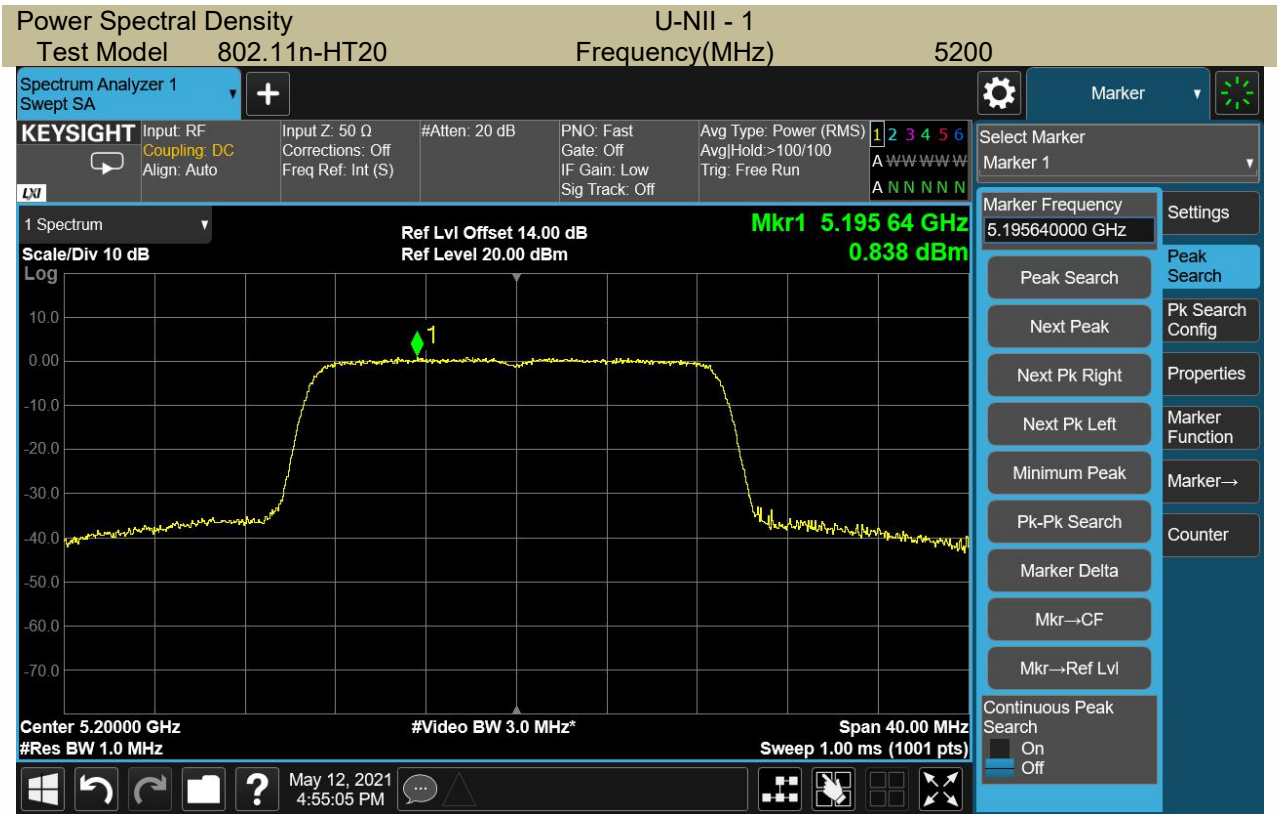 Power Spectral Density U-NII - 1
Test Model 802.11n-HT20 Frequency(MHz) 5200
Spectrum Analyzer 1
Swept SA
+
Marker
KEYSIGHT
LXI
Input: RF
Coupling: DC
Align: Auto
Input Z: 50 Ω
Corrections: Off
Freq Ref: Int (S)
#Atten: 20 dB
PNO: Fast
Gate: Off
IF Gain: Low
Sig Track: Off
Avg Type: Power (RMS)
Avg|Hold:>100/100
Trig: Free Run
1 2 3 4 5 6
A W W W W W
A N N N N N
Select Marker
Marker 1
1 Spectrum
Scale/Div 10 dB
Log
Ref Lvl Offset 14.00 dB
Ref Level 20.00 dBm
Mkr1 5.195 64 GHz
0.838 dBm
10.0
0.00
-10.0
-20.0
-30.0
-40.0
-50.0
-60.0
-70.0
1
Center 5.20000 GHz
#Res BW 1.0 MHz
#Video BW 3.0 MHz*
Span 40.00 MHz
Sweep 1.00 ms (1001 pts)
Marker Frequency
5.195640000 GHz
Peak Search
Next Peak
Next Pk Right
Next Pk Left
Minimum Peak
Pk-Pk Search
Marker Delta
Mkr→CF
Mkr→Ref Lvl
Continuous Peak
Search
On
Off
Settings
Peak
Search
Pk Search
Config
Properties
Marker
Function
Marker→
Counter
?
May 12, 2021
4:55:05 PM